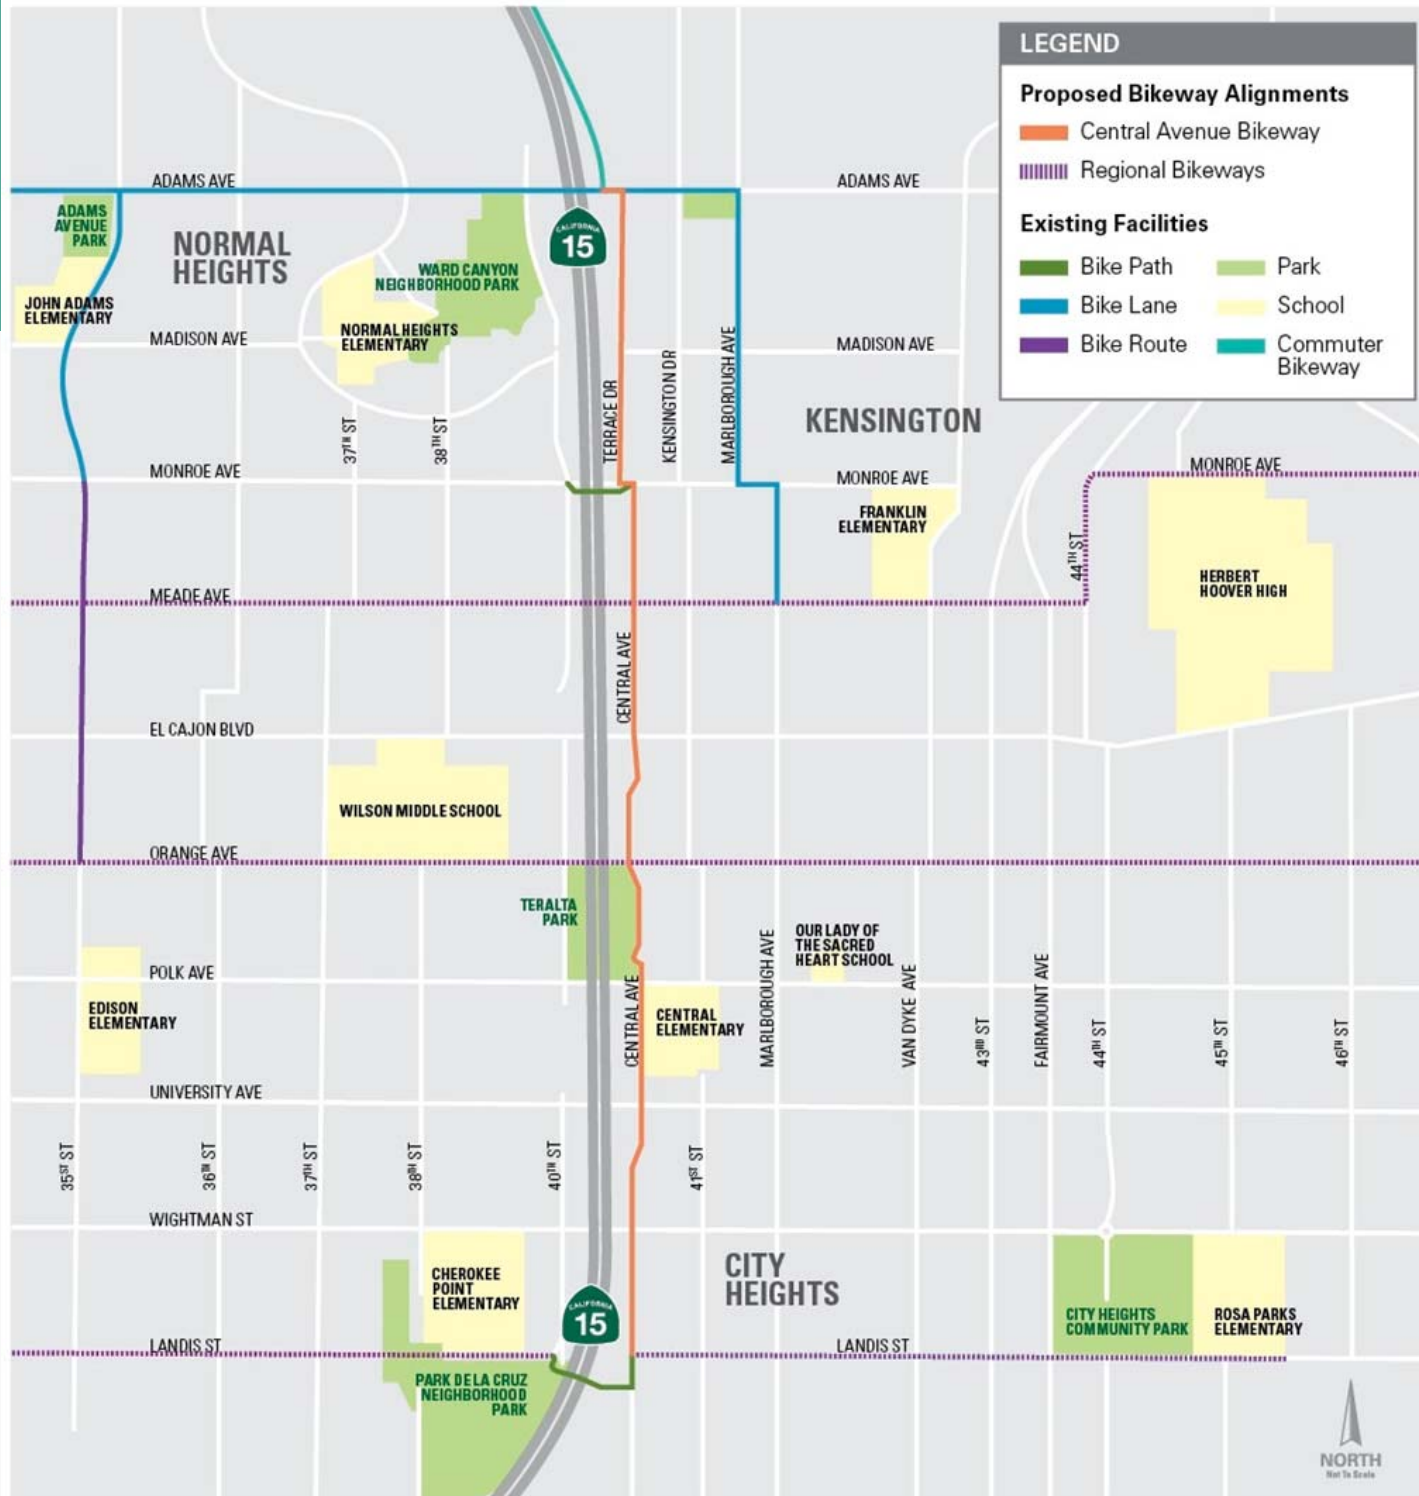 LEGEND
Proposed Bikeway Alignments
Central Avenue Bikeway
Regional Bikeways
Existing Facilities
Bike Path
Park
Bike Lane
School
Bike Route
Commuter
Bikeway
ADAMS AVE
ADAMS AVE
ADAMS
AVENUE
PARK
NORMAL
HEIGHTS
CALIFORNIA
15
WARD CANYON
NEIGHBORHOOD PARK
JOHN ADAMS
ELEMENTARY
NORMAL HEIGHTS
ELEMENTARY
MADISON AVE
MADISON AVE
TERRACE DR
KENSINGTON DR
MARLBOROUGH AVE
KENSINGTON
37TH ST
38TH ST
MONROE AVE
MONROE AVE
MONROE AVE
FRANKLIN
ELEMENTARY
44TH ST
HERBERT
HOOVER HIGH
MEADE AVE
CENTRAL AVE
EL CAJON BLVD
WILSON MIDDLE SCHOOL
ORANGE AVE
TERALTA
PARK
OUR LADY OF
THE SACRED
HEART SCHOOL
POLK AVE
EDISON
ELEMENTARY
CENTRAL AVE
CENTRAL
ELEMENTARY
MARLBOROUGH AVE
VAN DYKE AVE
43RD ST
FAIRMOUNT AVE
44TH ST
45TH ST
46TH ST
UNIVERSITY AVE
35ST ST
36TH ST
37TH ST
38TH ST
40TH ST
41ST ST
WIGHTMAN ST
CITY
HEIGHTS
CHEROKEE
POINT
ELEMENTARY
CALIFORNIA
15
CITY HEIGHTS
COMMUNITY PARK
ROSA PARKS
ELEMENTARY
LANDIS ST
LANDIS ST
PARK DE LA CRUZ
NEIGHBORHOOD
PARK
NORTH
Not To Scale